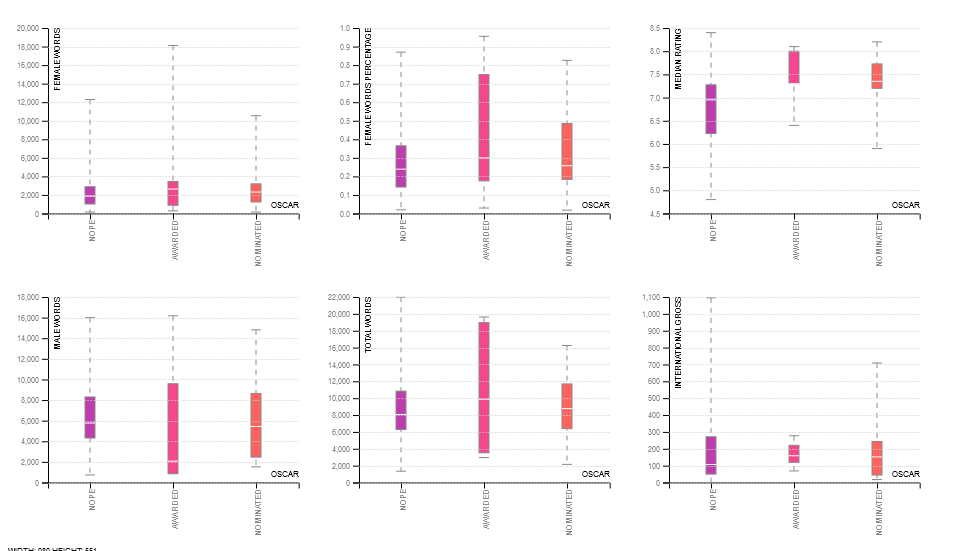 20,000
18,000
16,000
14,000
12,000
10,000
8,000
6,000
4,000
2,000
0
FEMALE WORDS
OSCAR
NOPE
AWARDED
NOMINATED
1.0
0.9
0.8
0.7
0.6
0.5
0.4
0.3
0.2
0.1
0.0
FEMALE WORDS PERCENTAGE
OSCAR
NOPE
AWARDED
NOMINATED
8.5
8.0
7.5
7.0
6.5
6.0
5.5
5.0
4.5
MEDIAN RATING
OSCAR
NOPE
AWARDED
NOMINATED
18,000
16,000
14,000
12,000
10,000
8,000
6,000
4,000
2,000
0
MALE WORDS
OSCAR
NOPE
AWARDED
NOMINATED
22,000
20,000
18,000
16,000
14,000
12,000
10,000
8,000
6,000
4,000
2,000
0
TOTAL WORDS
OSCAR
NOPE
AWARDED
NOMINATED
1,100
1,000
900
800
700
600
500
400
300
200
100
0
INTERNATIONAL GROSS
OSCAR
NOPE
AWARDED
NOMINATED